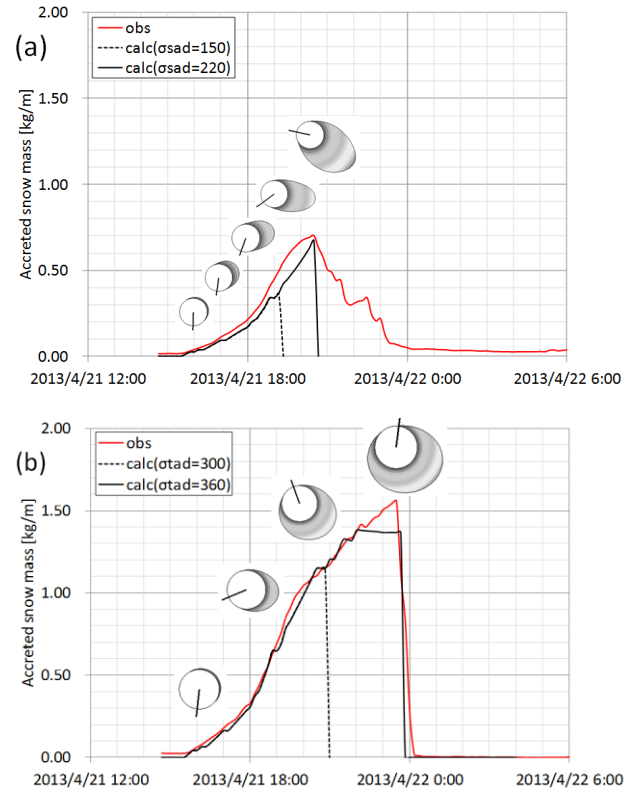 (a)
2.00
1.50
1.00
0.50
0.00
Accreted snow mass [kg/m]
obs
calc(σsad=150)
calc(σsad=220)
2013/4/21 12:00
2013/4/21 18:00
2013/4/22 0:00
2013/4/22 6:00
(b)
2.00
1.50
1.00
0.50
0.00
Accreted snow mass [kg/m]
obs
calc(σtad=300)
calc(σtad=360)
2013/4/21 12:00
2013/4/21 18:00
2013/4/22 0:00
2013/4/22 6:00